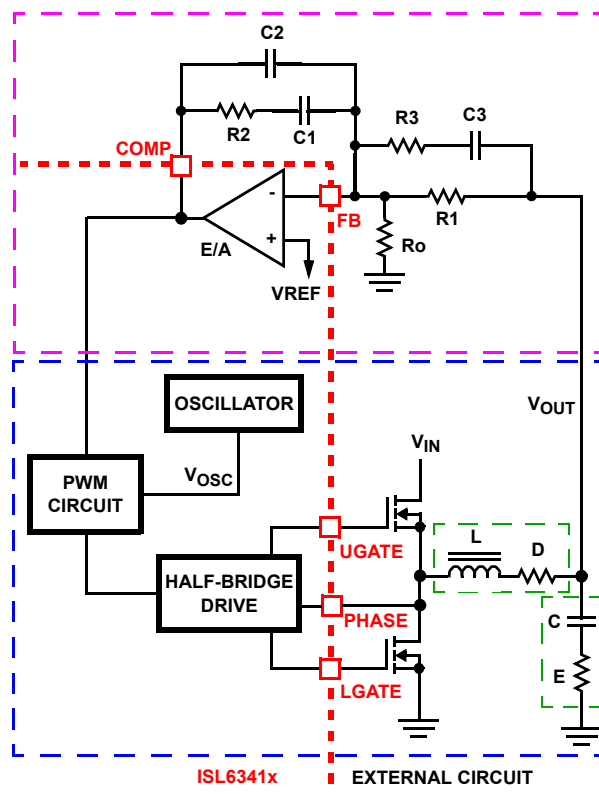 C2
R2
C1
R3
C3
COMP
-
FB
R1
+
E/A
Ro
VREF
OSCILLATOR
VOUT
PWM
CIRCUIT
VOSC
VIN
UGATE
L
D
HALF-BRIDGE
DRIVE
PHASE
C
LGATE
E
ISL6341x
EXTERNAL CIRCUIT